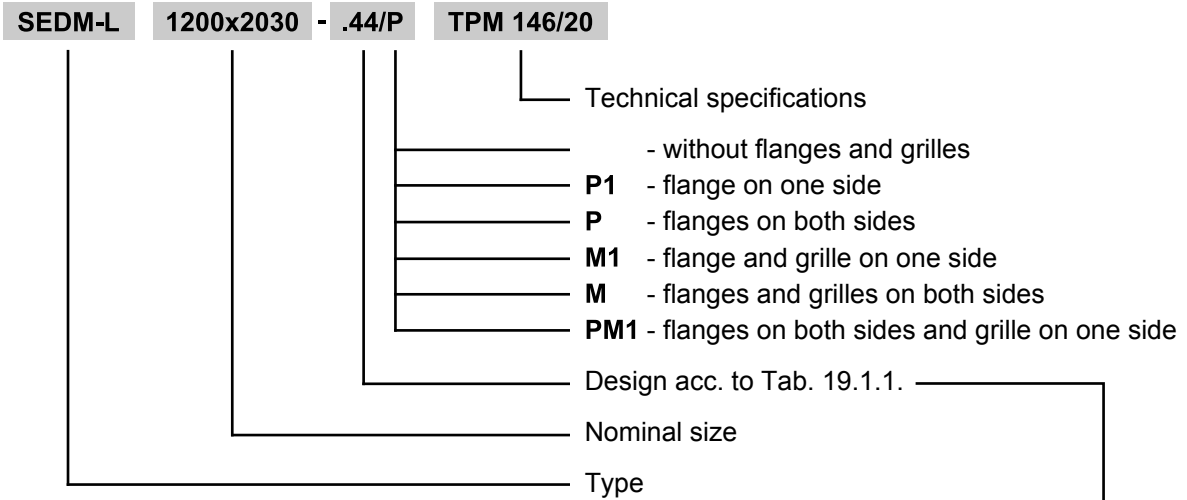 SEDM-L 1200x2030 - .44/P TPM 146/20
Technical specifications
- without flanges and grilles
P1 - flange on one side
P - flanges on both sides
M1 - flange and grille on one side
M - flanges and grilles on both sides
PM1 - flanges on both sides and grille on one side
Design acc. to Tab. 19.1.1.
Nominal size
Type